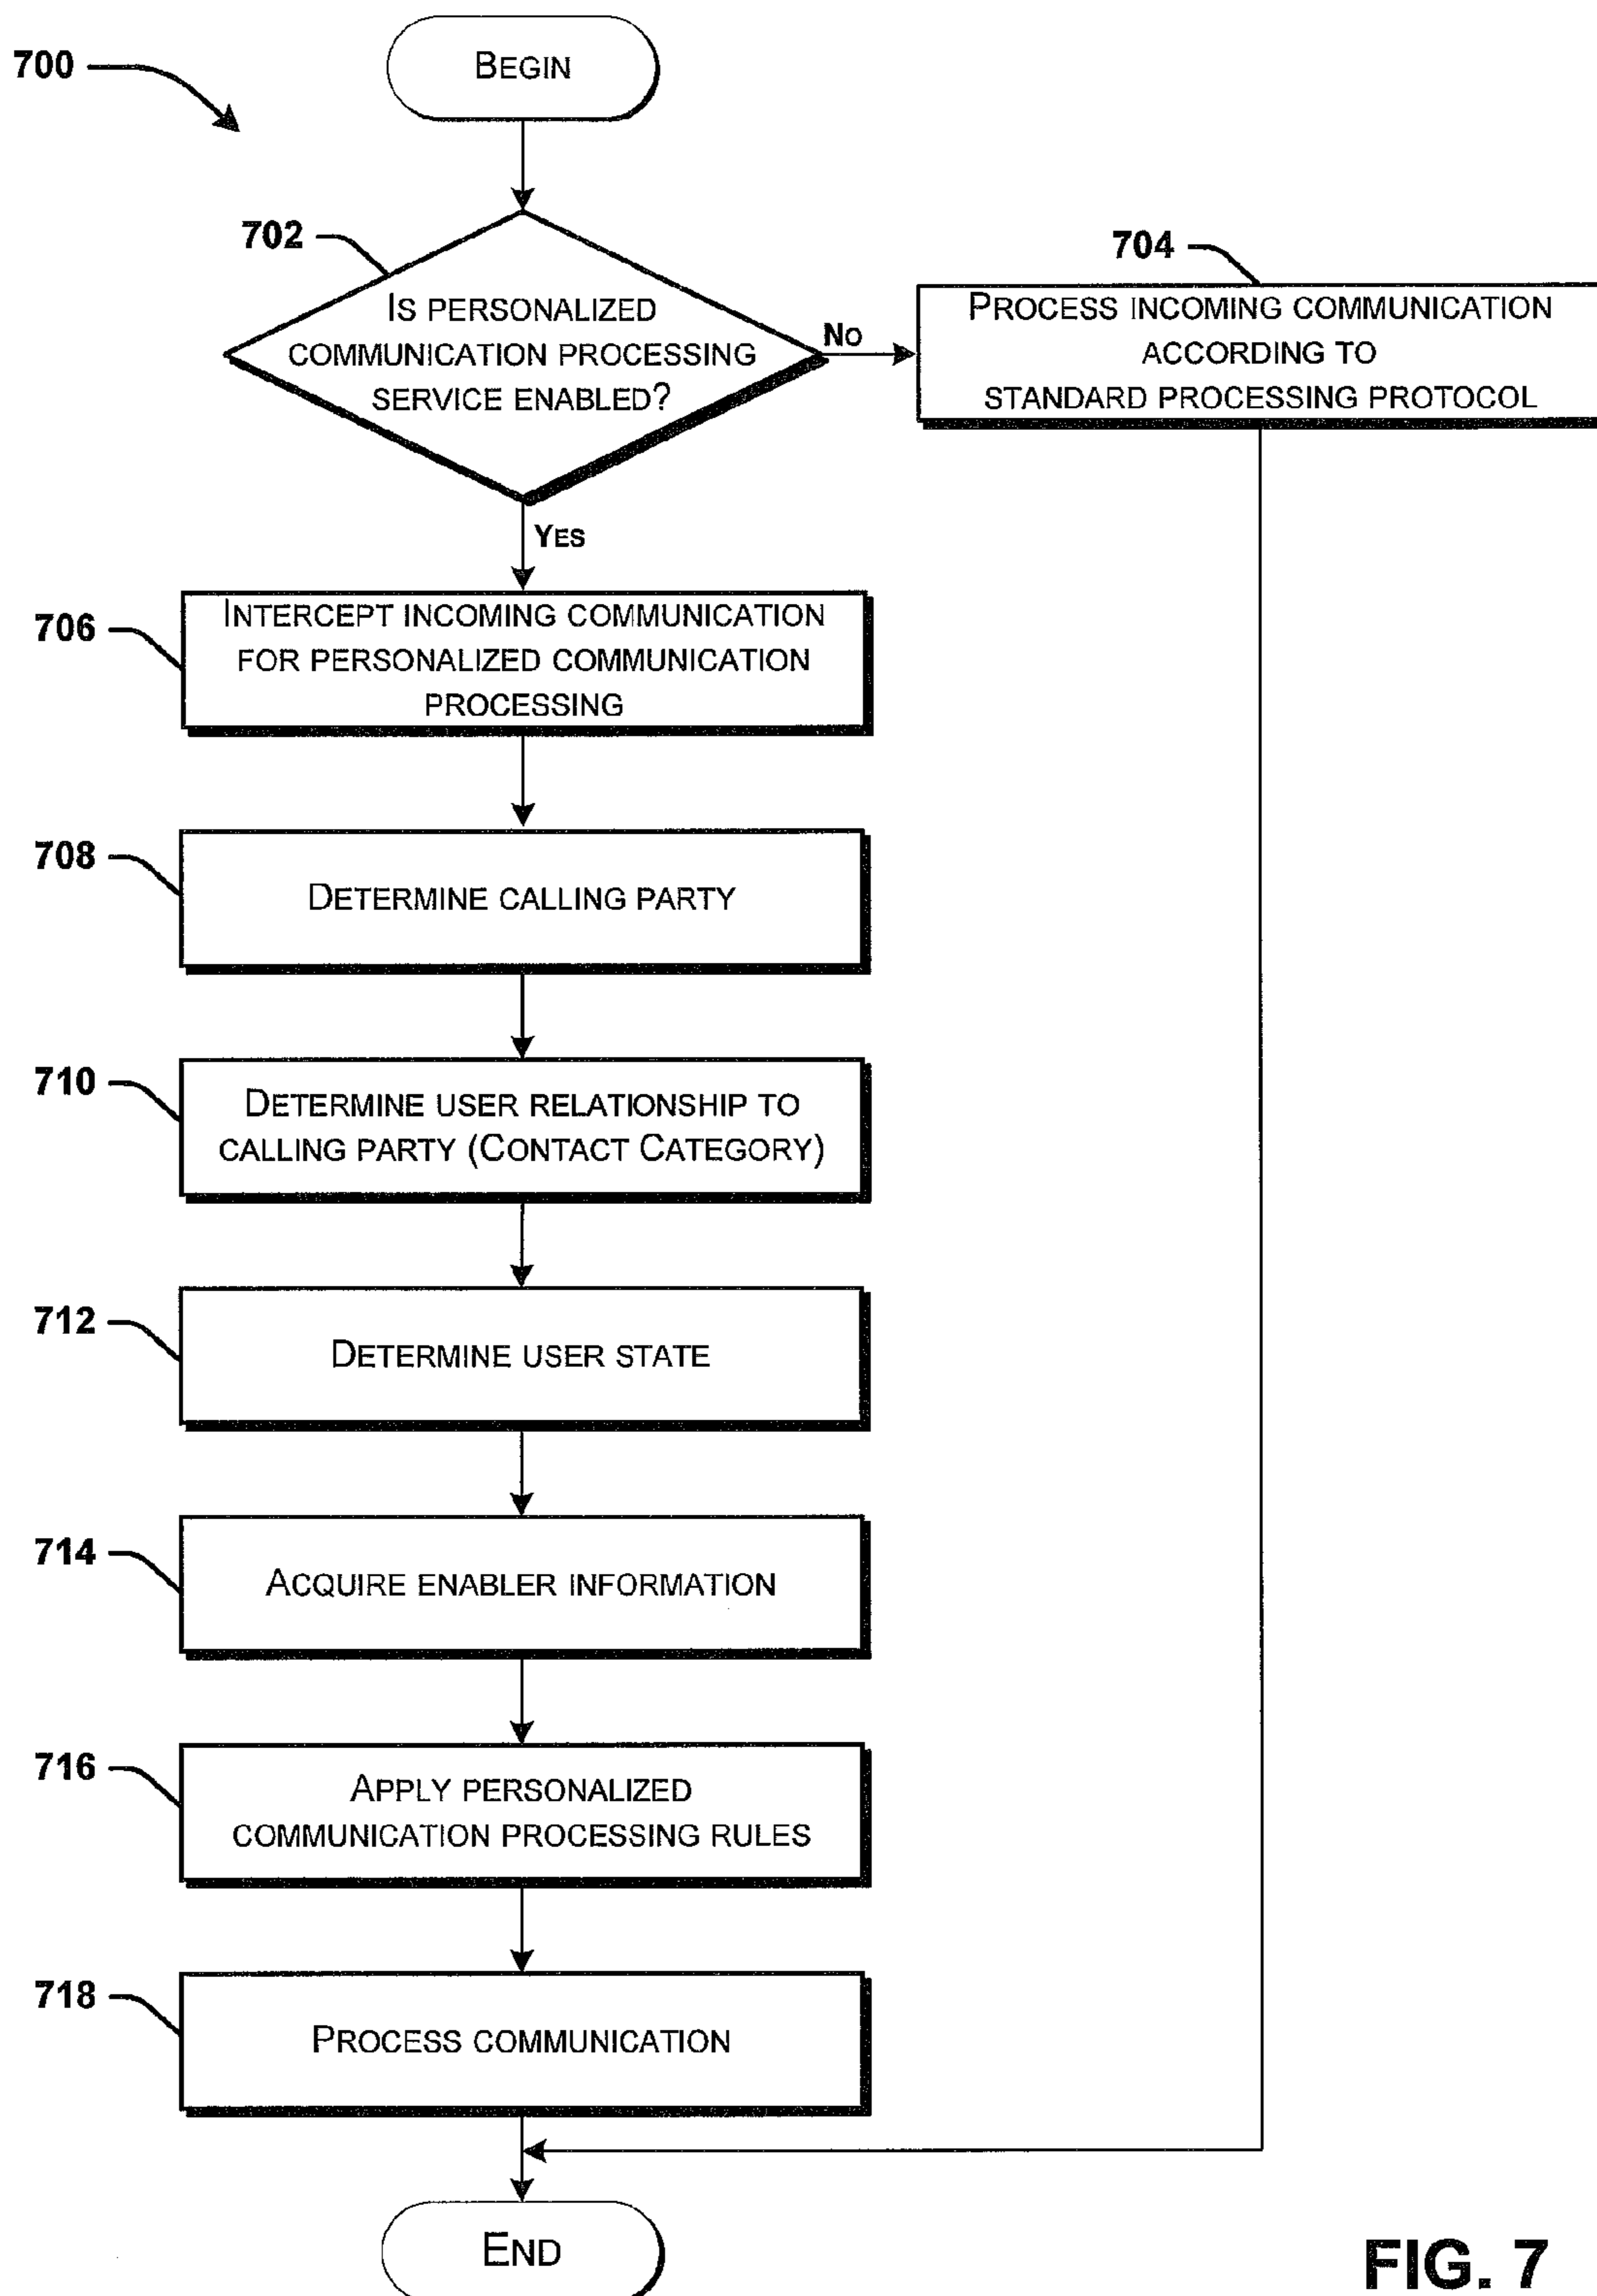 700
BEGIN
702
IS PERSONALIZED
COMMUNICATION PROCESSING
SERVICE ENABLED?
NO
704
PROCESS INCOMING COMMUNICATION
ACCORDING TO
STANDARD PROCESSING PROTOCOL
YES
706
INTERCEPT INCOMING COMMUNICATION
FOR PERSONALIZED COMMUNICATION
PROCESSING
708
DETERMINE CALLING PARTY
710
DETERMINE USER RELATIONSHIP TO
CALLING PARTY (CONTACT CATEGORY)
712
DETERMINE USER STATE
714
ACQUIRE ENABLER INFORMATION
716
APPLY PERSONALIZED
COMMUNICATION PROCESSING RULES
718
PROCESS COMMUNICATION
END
FIG. 7